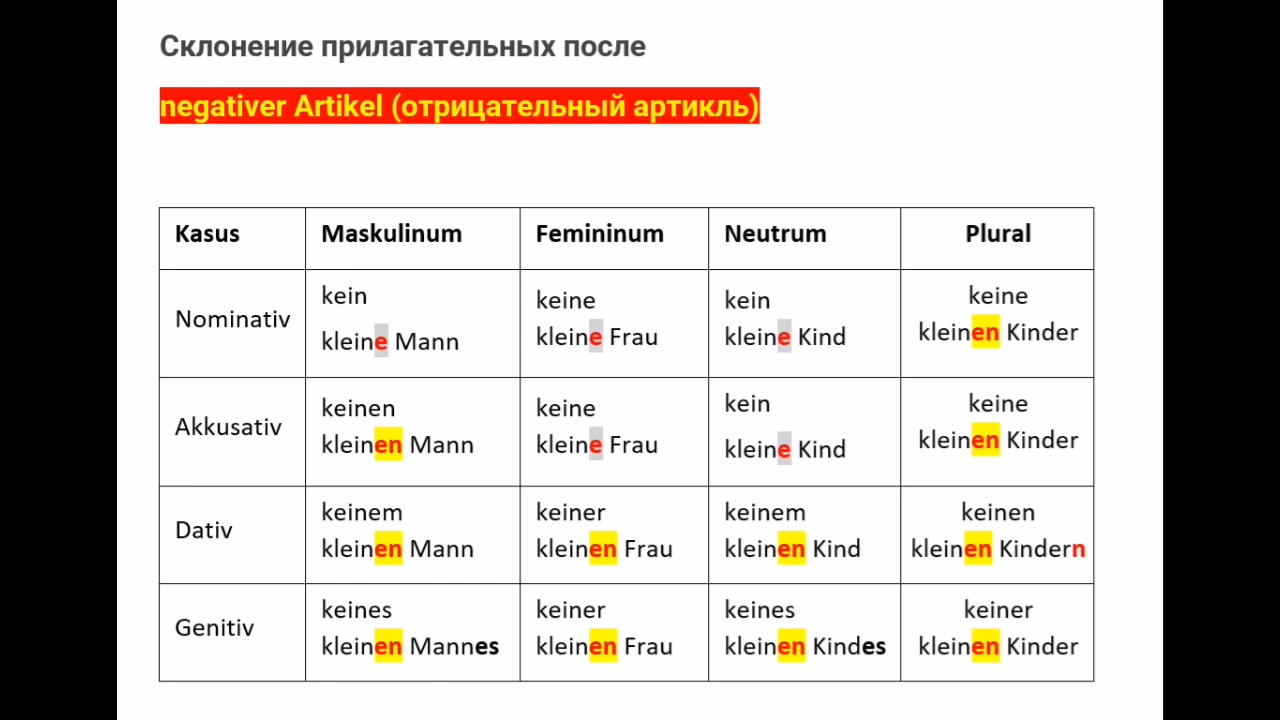 Склонение прилагательных после
negativer Artikel (отрицательный артикль)
Kasus Maskulinum Femininum Neutrum Plural
Nominativ
kein
kleine Mann
keine
kleine Frau
kein
kleine Kind
keine
kleinen Kinder
Akkusativ
keinen
kleinen Mann
keine
kleine Frau
kein
kleine Kind
keine
kleinen Kinder
Dativ
keinem
kleinen Mann
keiner
kleinen Frau
keinem
kleinen Kind
keinen
kleinen Kindern
Genitiv
keines
kleinen Mannes
keiner
kleinen Frau
keines
kleinen Kindes
keiner
kleinen Kinder